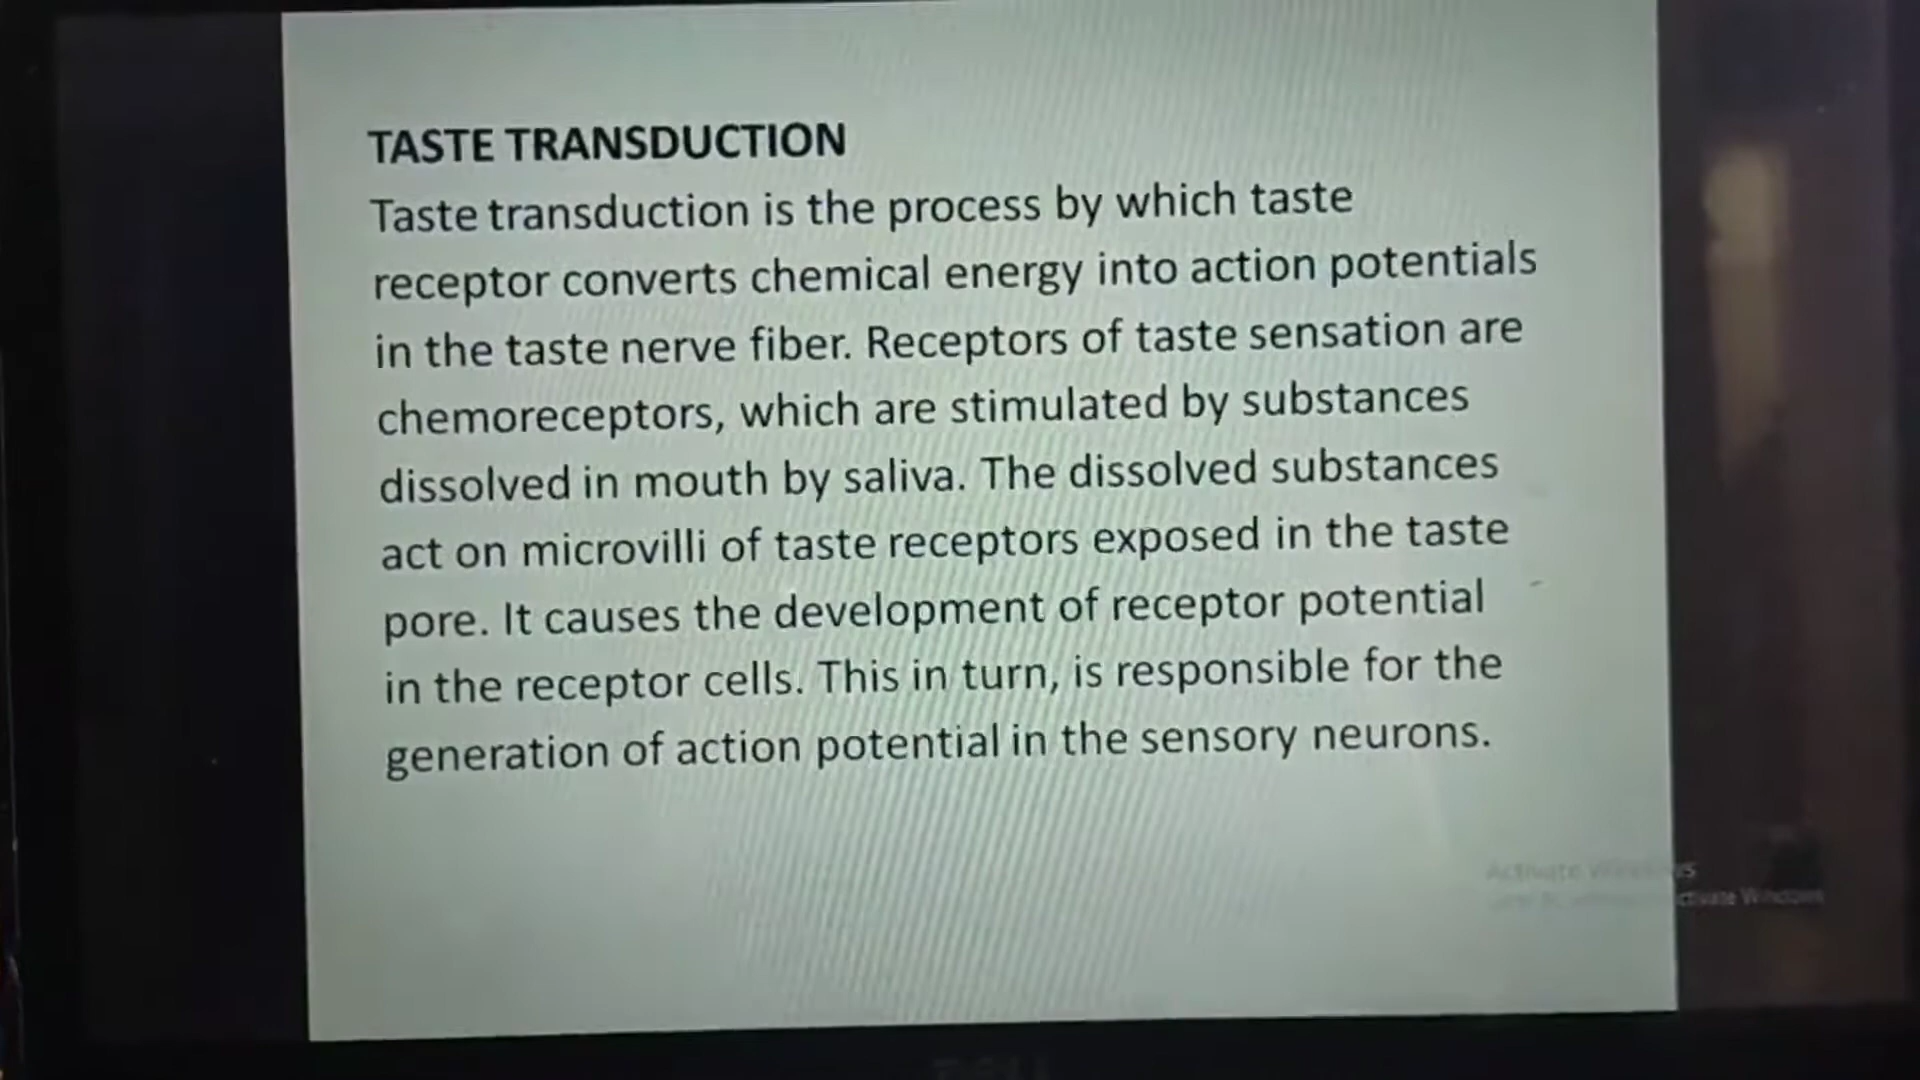 TASTE TRANSDUCTION
Taste transduction is the process by which taste
receptor converts chemical energy into action potentials
in the taste nerve fiber. Receptors of taste sensation are
chemoreceptors, which are stimulated by substances
dissolved in mouth by saliva. The dissolved substances
act on microvilli of taste receptors exposed in the taste
pore. It causes the development of receptor potential
in the receptor cells. This in turn, is responsible for the
generation of action potential in the sensory neurons.
Activate Windows
activate Windows